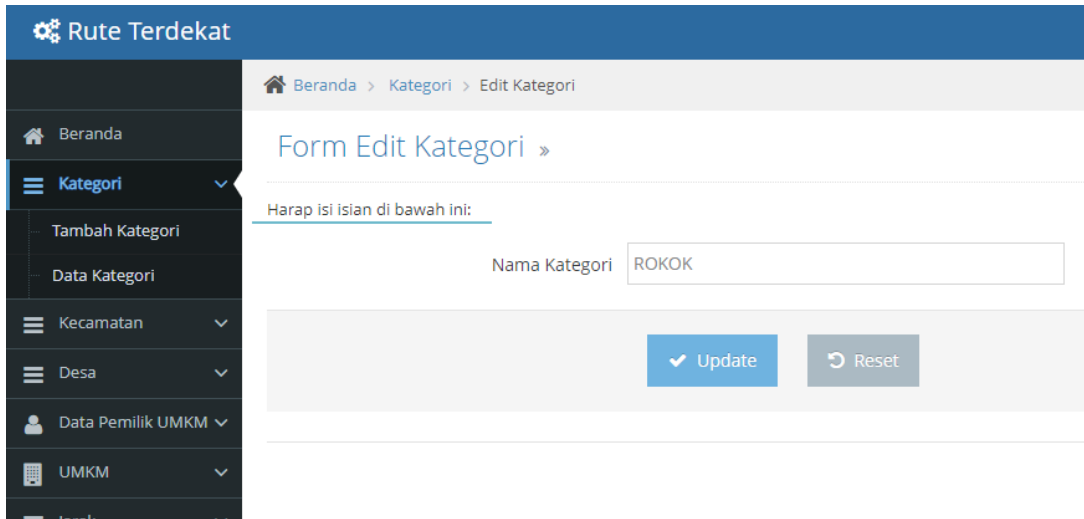 Rute Terdekat
Beranda > Kategori > Edit Kategori
Beranda
Kategori
Tambah Kategori
Data Kategori
Kecamatan
Desa
Data Pemilik UMKM
UMKM
Form Edit Kategori »
Harap isi isian di bawah ini:
Nama Kategori ROKOK
Update Reset